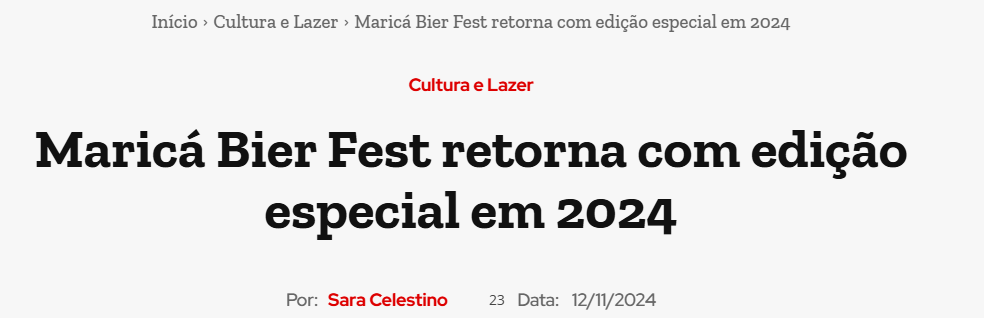 Início › Cultura e Lazer › Maricá Bier Fest retorna com edição especial em 2024
Cultura e Lazer
Maricá Bier Fest retorna com edição
especial em 2024
Por: Sara Celestino 23 Data: 12/11/2024